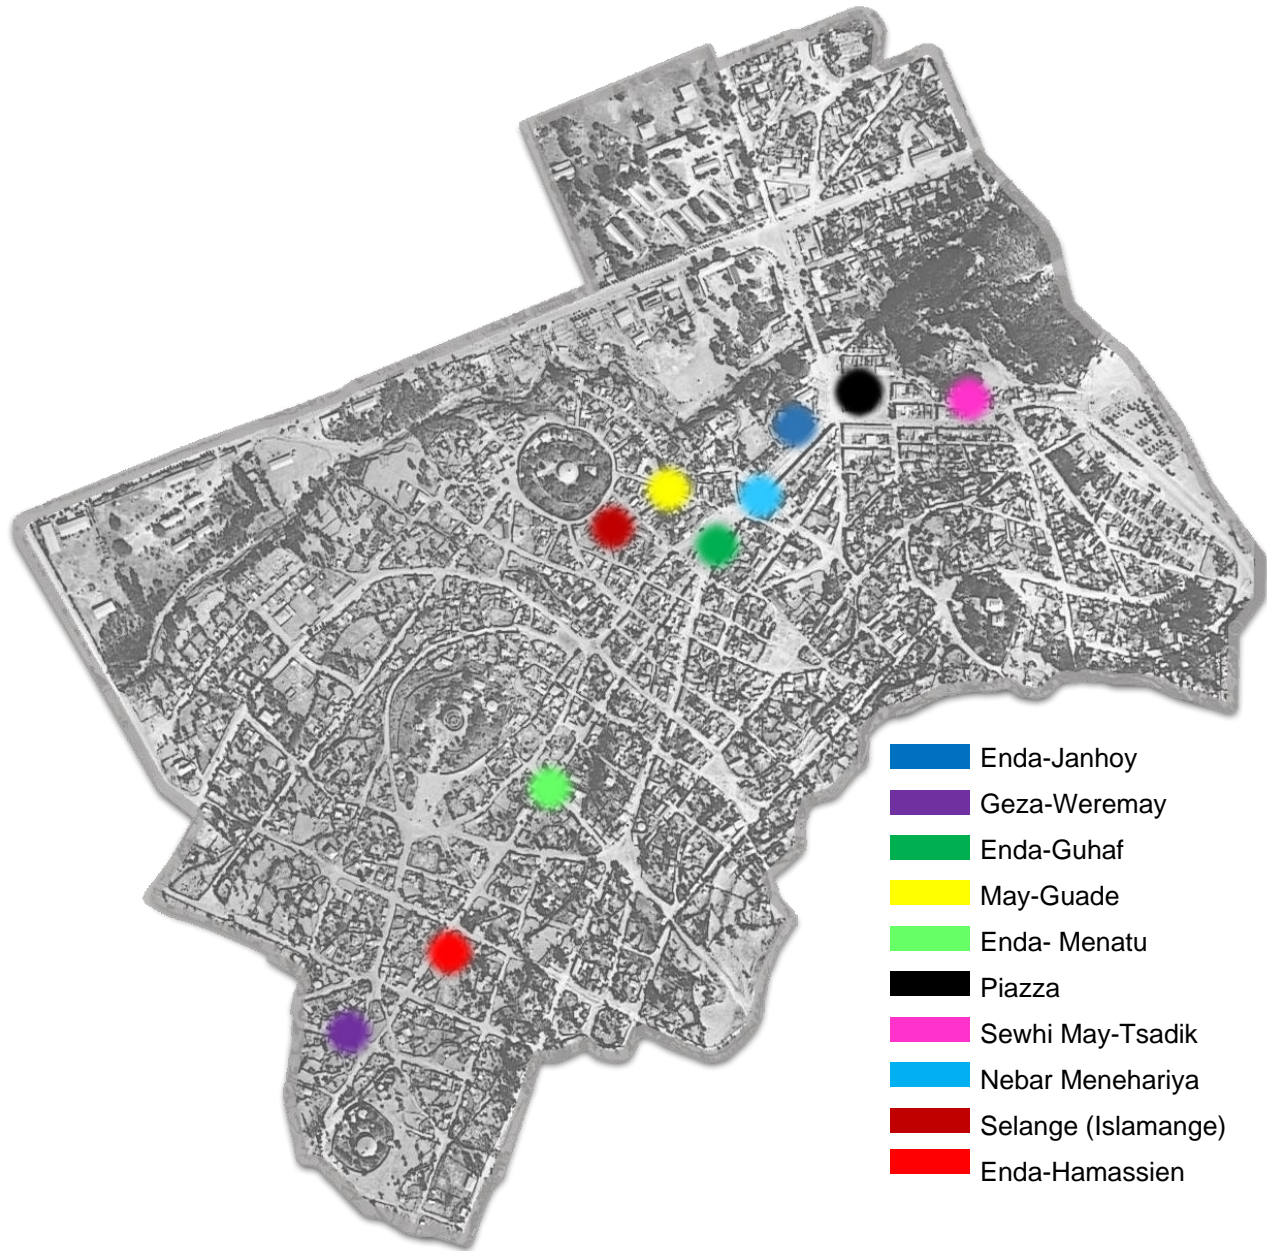 Enda-Janhoy
Geza-Weremay
Enda-Guhaf
May-Guade
Enda- Menatu
Piazza
Sewhi May-Tsadik
Nebar Menehariya
Selange (Islamange)
Enda-Hamassien